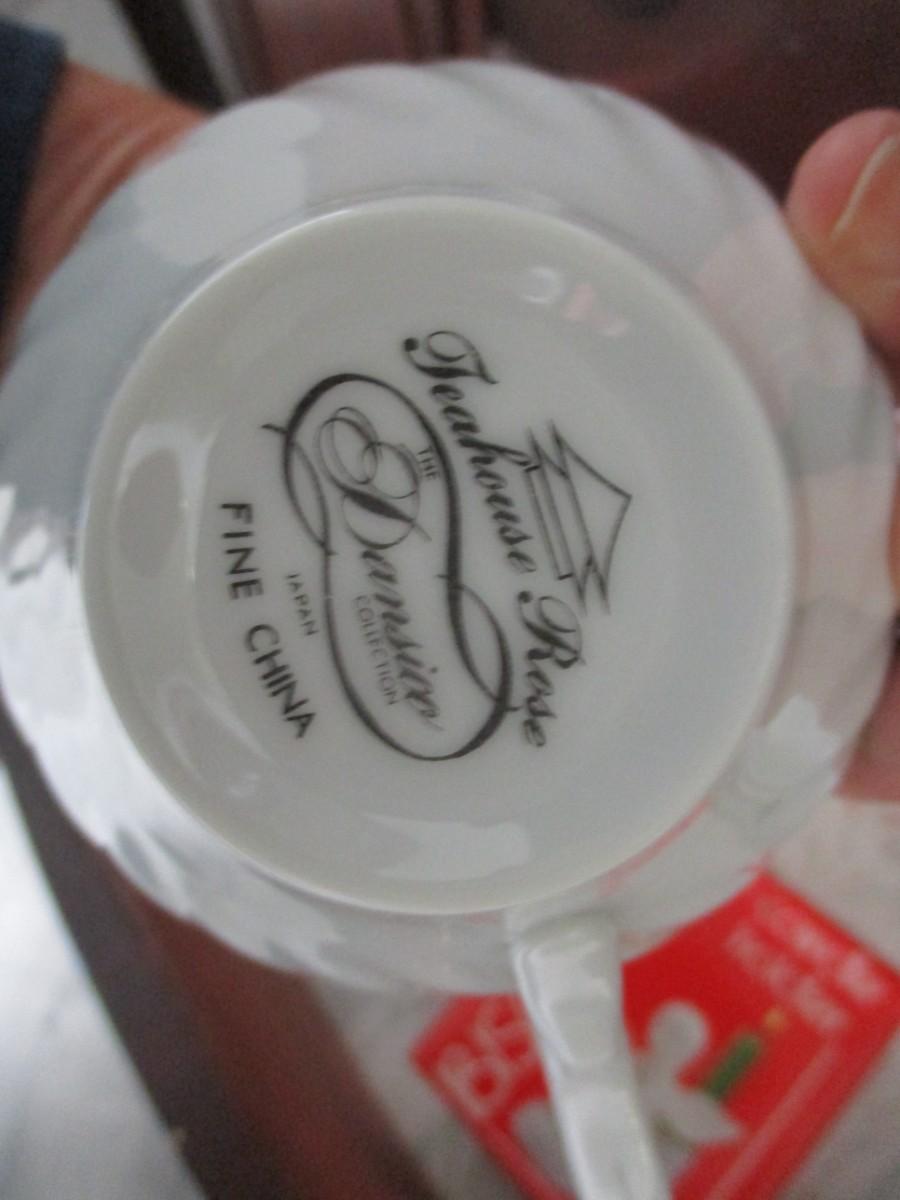 Teahouse Rose
THE
Dansico
COLLECTION
JAPAN
FINE CHINA